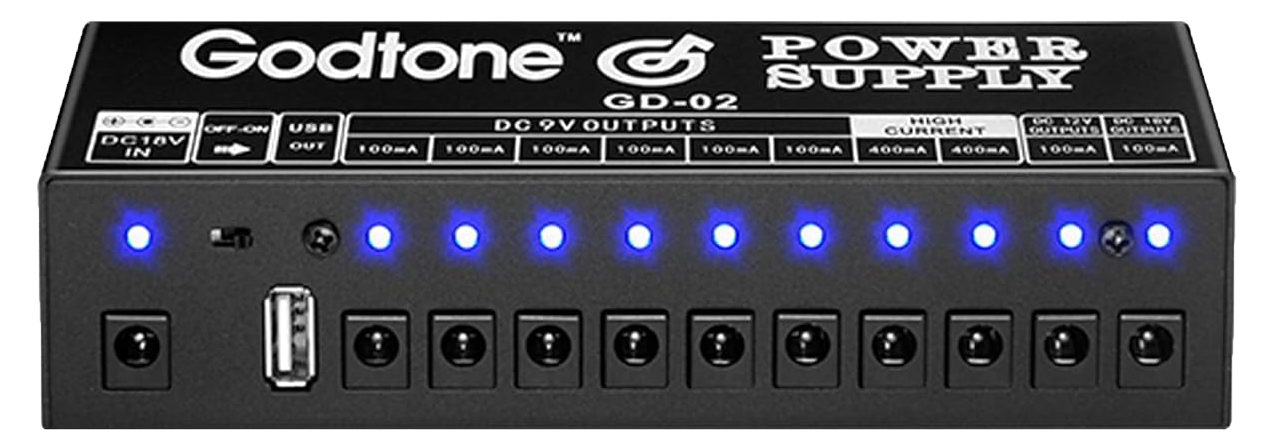 Godtone™
POWER
SUPPLY
GD-02
DC18V
IN
OFF-ON
USB
OUT
DC 9V OUTPUTS
HIGH
CURRENT
DC 12V
OUTPUTS
DC 18V
OUTPUTS
100mA 100mA 100mA 100mA 100mA 100mA 400mA 400mA 100mA 100mA